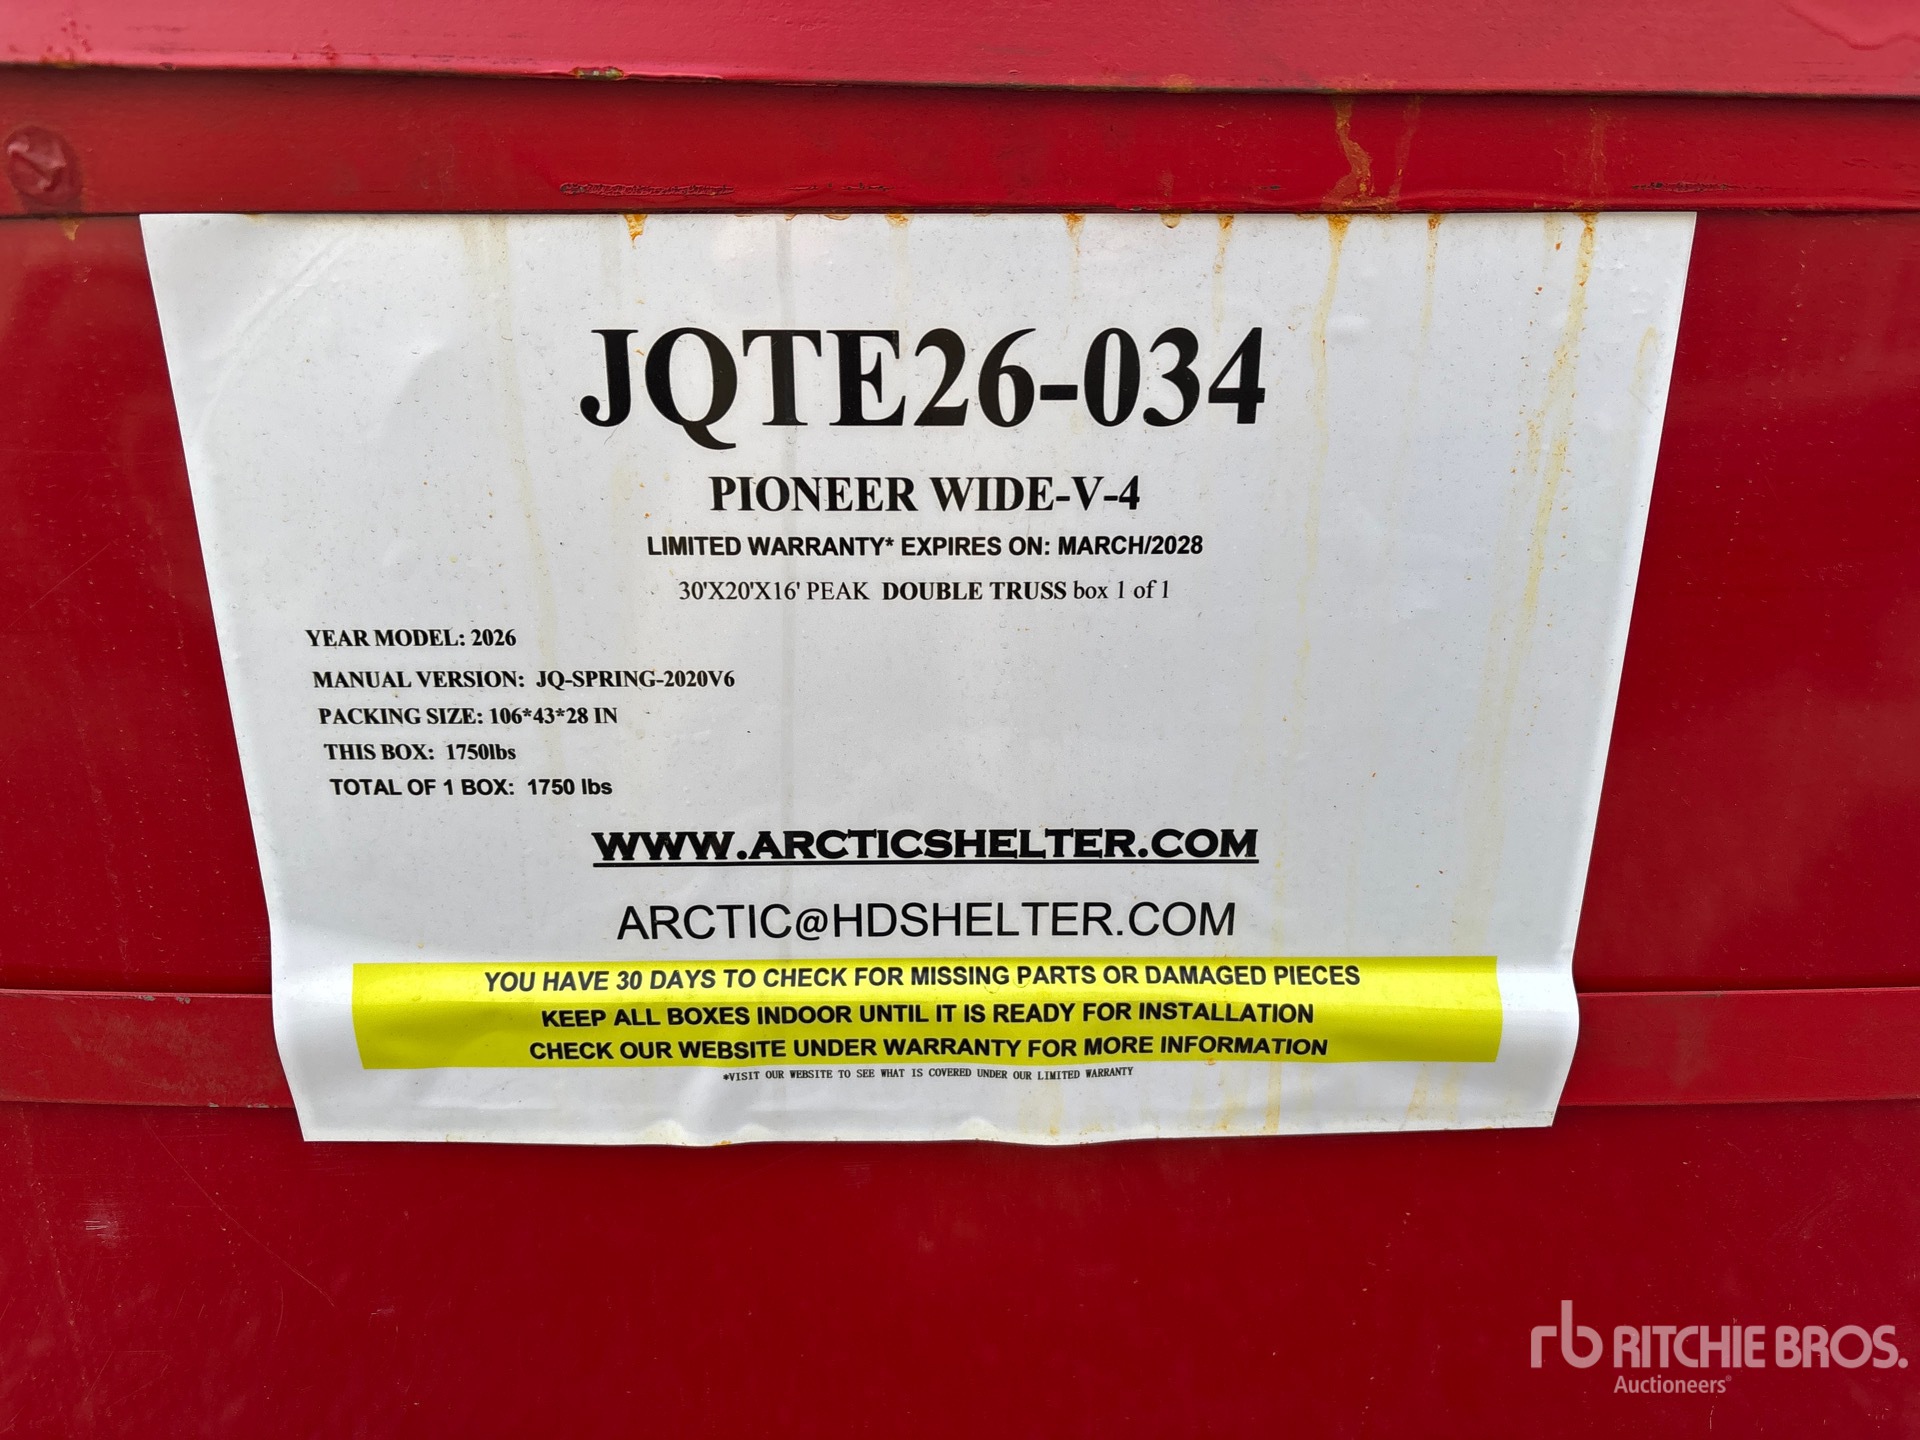 JQTE26-034
PIONEER WIDE-V-4
LIMITED WARRANTY* EXPIRES ON: MARCH/2028
30'X20'X16' PEAK DOUBLE TRUSS box 1 of 1
YEAR MODEL: 2026
MANUAL VERSION: JQ-SPRING-2020V6
PACKING SIZE: 106*43*28 IN
THIS BOX: 1750lbs
TOTAL OF 1 BOX: 1750 lbs
WWW.ARCTICSHELTER.COM
ARCTIC@HDSHELTER.COM
YOU HAVE 30 DAYS TO CHECK FOR MISSING PARTS OR DAMAGED PIECES
KEEP ALL BOXES INDOOR UNTIL IT IS READY FOR INSTALLATION
CHECK OUR WEBSITE UNDER WARRANTY FOR MORE INFORMATION
*VISIT OUR WEBSITE TO SEE WHAT IS COVERED UNDER OUR LIMITED WARRANTY
rb RITCHIE BROS.
Auctioneers®